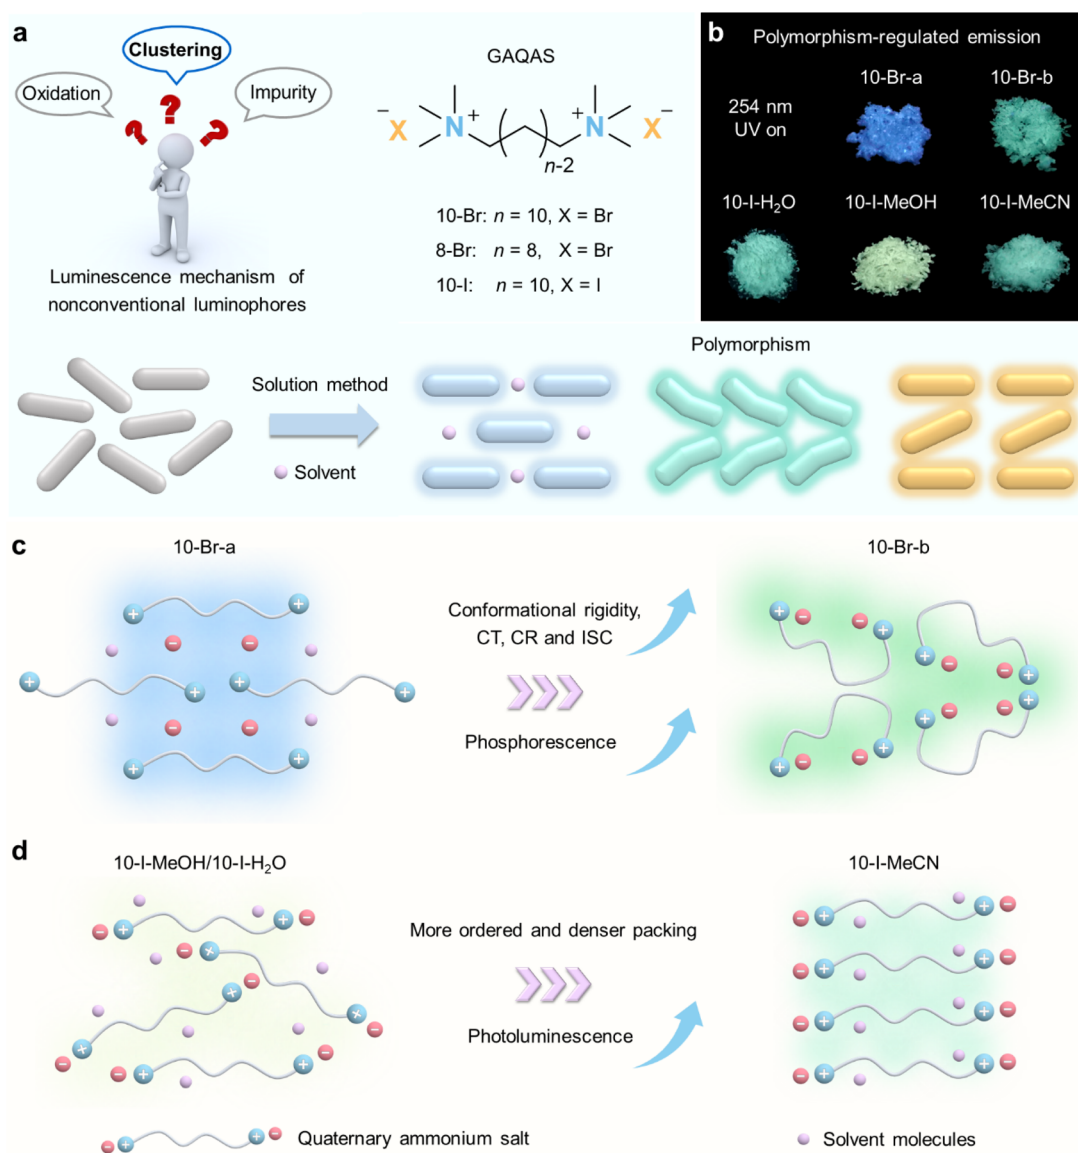 a
Clustering
Oxidation
Impurity
? ? ?
Luminescence mechanism of
nonconventional luminophores
GAQAS
− X N + + N X −
n-2
10-Br: n = 10, X = Br
8-Br: n = 8, X = Br
10-I: n = 10, X = I
b
Polymorphism-regulated emission
10-Br-a
10-Br-b
254 nm
UV on
10-I-H₂O
10-I-MeOH
10-I-MeCN
Solution method
Solvent
Polymorphism
c
10-Br-a
10-Br-b
Conformational rigidity,
CT, CR and ISC
Phosphorescence
d
10-I-MeOH/10-I-H₂O
10-I-MeCN
More ordered and denser packing
Photoluminescence
Quaternary ammonium salt
Solvent molecules